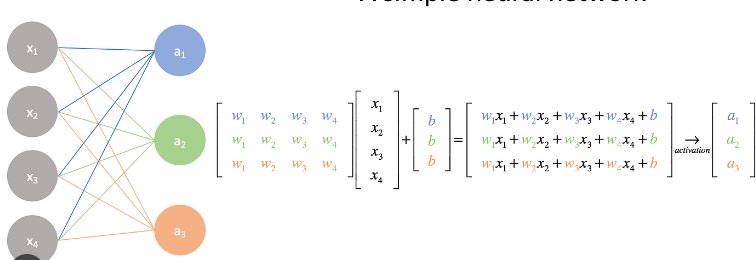 x1 a1
x2 a2
x3
x4 a3
w1 w2 w3 w4
w1 w2 w3 w4
w1 w2 w3 w4
x1
x2
x3
x4
+
b
b
b
=
w1x1 + w2x2 + w3x3 + w4x4 + b
w1x1 + w2x2 + w3x3 + w4x4 + b
w1x1 + w2x2 + w3x3 + w4x4 + b
→
activation
a1
a2
a3